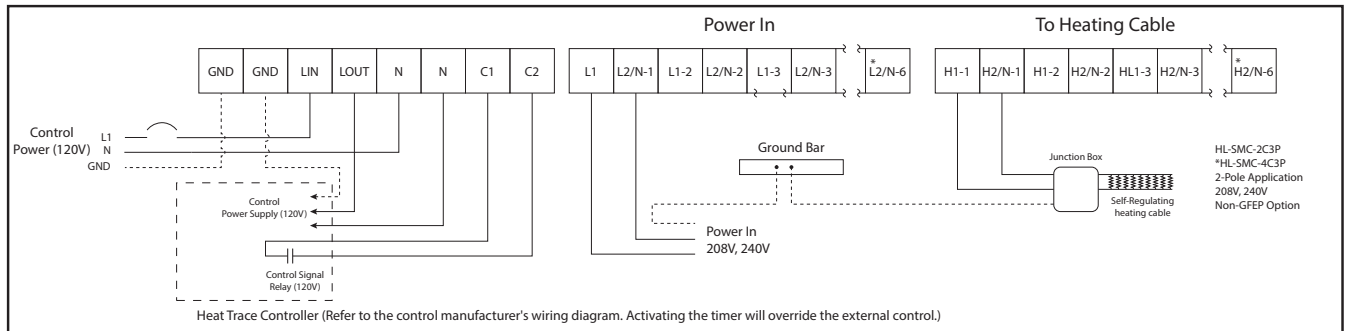 Power In
To Heating Cable
GND GND LIN LOUT N N C1 C2
L1 L2/N-1 L1-2 L2/N-2 L1-3 L2/N-3 *L2/N-6
H1-1 H2/N-1 H1-2 H2/N-2 HL1-3 H2/N-3 *H2/N-6
Control
Power (120V)
L1
N
GND
Control
Power Supply (120V)
Control Signal
Relay (120V)
Ground Bar
Power In
208V, 240V
Junction Box
Self-Regulating
heating cable
HL-SMC-2C3P
*HL-SMC-4C3P
2-Pole Application
208V, 240V
Non-GFEP Option
Heat Trace Controller (Refer to the control manufacturer's wiring diagram. Activating the timer will override the external control.)